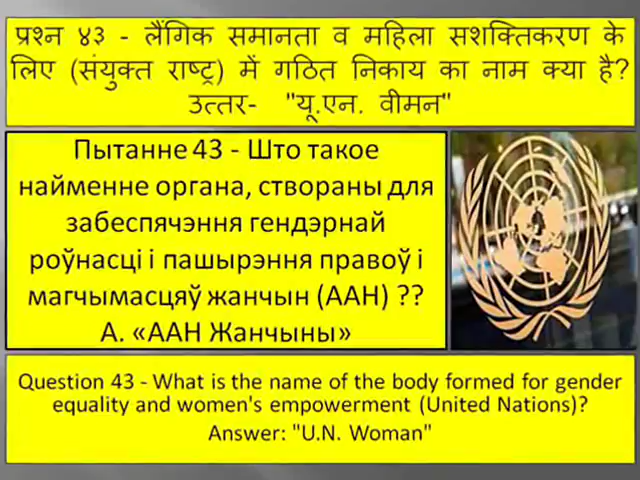 प्रश्न ४३ - लैंगिक समानता व महिला सशक्तिकरण के
लिए (संयुक्त राष्ट्र) में गठित निकाय का नाम क्या है?
उत्तर- "यू.एन. वीमन"
Пытанне 43 - Што такое
найменне органа, створаны для
забеспячэння гендэрнай
роўнасці і пашырэння правоў і
магчымасцяў жанчын (ААН) ??
А. «ААН Жанчыны»
Question 43 - What is the name of the body formed for gender
equality and women's empowerment (United Nations)?
Answer: "U.N. Woman"